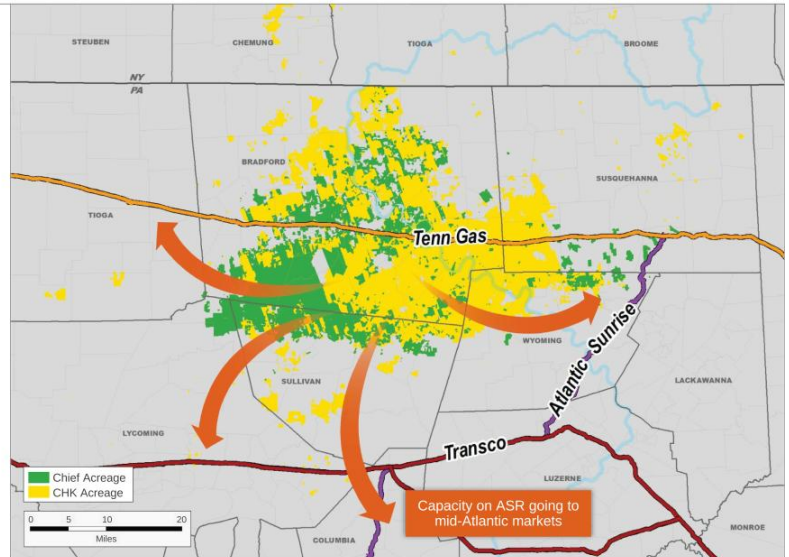 STEUBEN
CHEMUNG
TIOGA
BROOME
NY
PA
BRADFORD
SUSQUEHANNA
TIOGA
Tenn Gas
WYOMING
Atlantic Sunrise
SULLIVAN
LACKAWANNA
LYCOMING
Transco
Chief Acreage
CHK Acreage
LUZERNE
Capacity on ASR going to
mid-Atlantic markets
0 5 10 20
Miles
COLUMBIA
MONROE